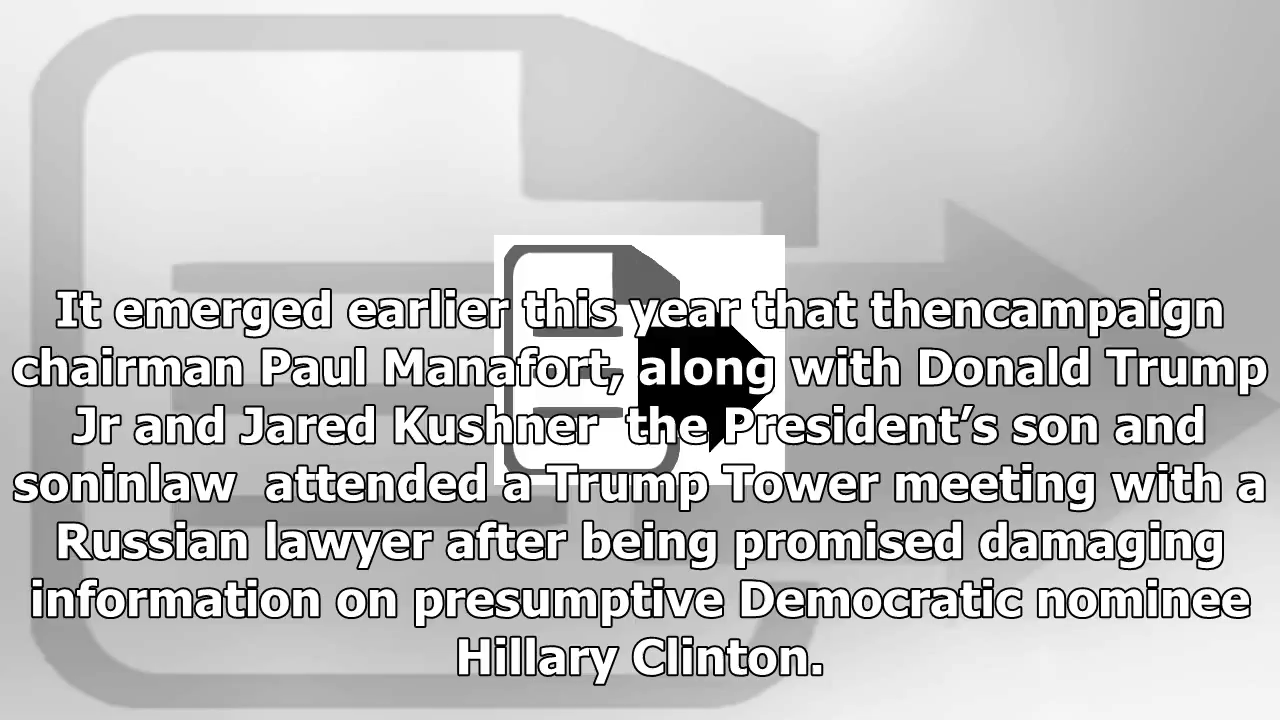 It emerged earlier this year that thencampaign
chairman Paul Manafort, along with Donald Trump
Jr and Jared Kushner  the President’s son and
soninlaw  attended a Trump Tower meeting with a
Russian lawyer after being promised damaging
information on presumptive Democratic nominee
Hillary Clinton.